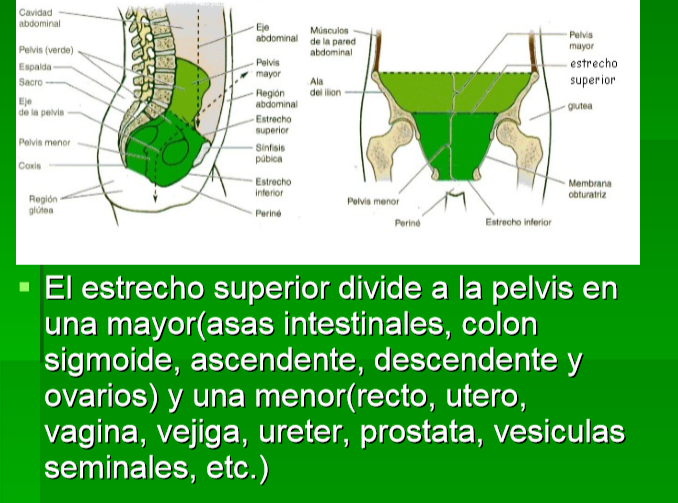 Cavidad
abdominal
Pelvis (verde)
Espalda
Sacro
Eje
de la pelvis
Pelvis menor
Coxis
Región
glútea
Eje
abdominal
Pelvis
mayor
Región
abdominal
Estrecho
superior
Sínfisis
púbica
Estrecho
inferior
Periné
Músculos
de la pared
abdominal
Ala
del ilion
Pelvis menor
Periné
Pelvis
mayor
estrecho
superior
glutea
Membrana
obturatriz
Estrecho inferior
El estrecho superior divide a la pelvis en
una mayor(asas intestinales, colon
sigmoide, ascendente, descendente y
ovarios) y una menor(recto, utero,
vagina, vejiga, ureter, prostata, vesiculas
seminales, etc.)